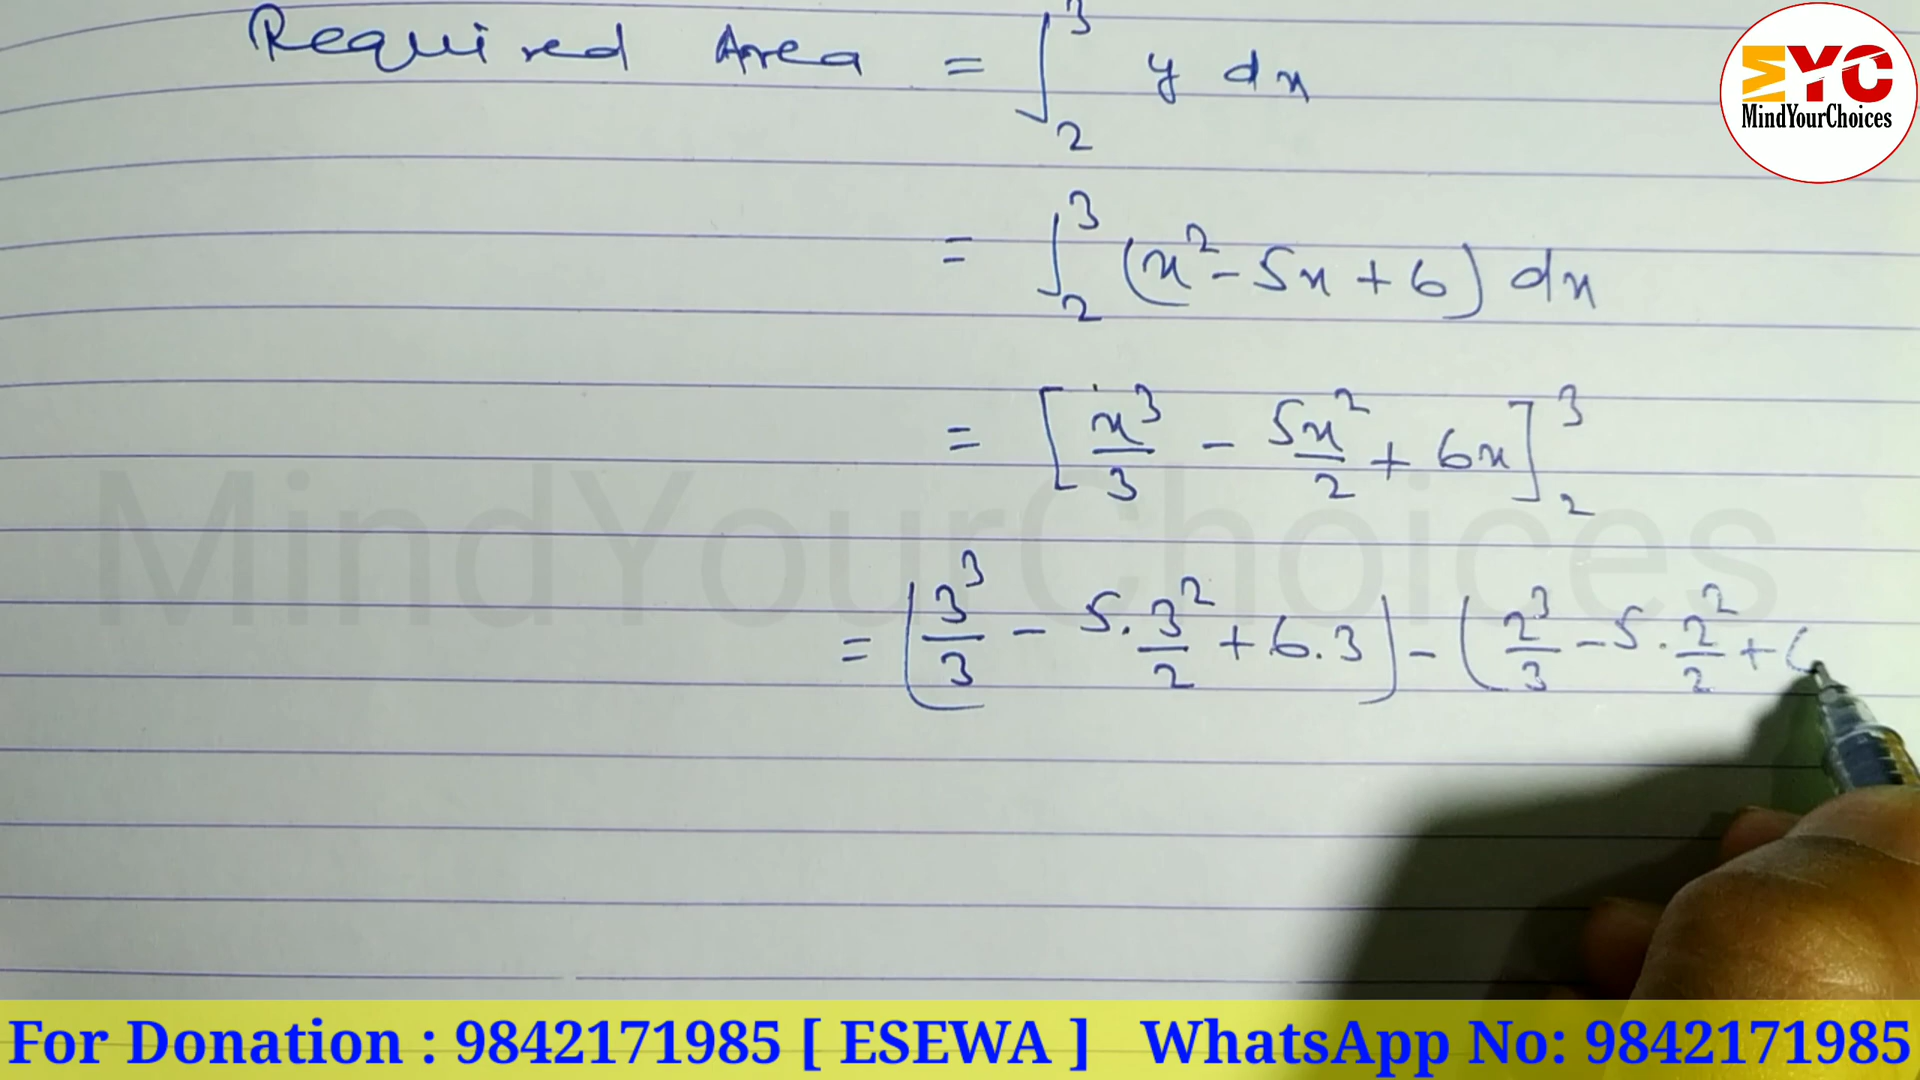 Required Area = ∫₂³ y dx
MYC
MindYourChoices
= ∫₂³ (x² - 5x + 6) dx
= [x³/3 - 5x²/2 + 6x]₂³
MindYourChoices
= (3³/3 - 5.3²/2 + 6.3) - (2³/3 - 5.2²/2 + 6
For Donation : 9842171985 [ ESEWA ] WhatsApp No: 9842171985